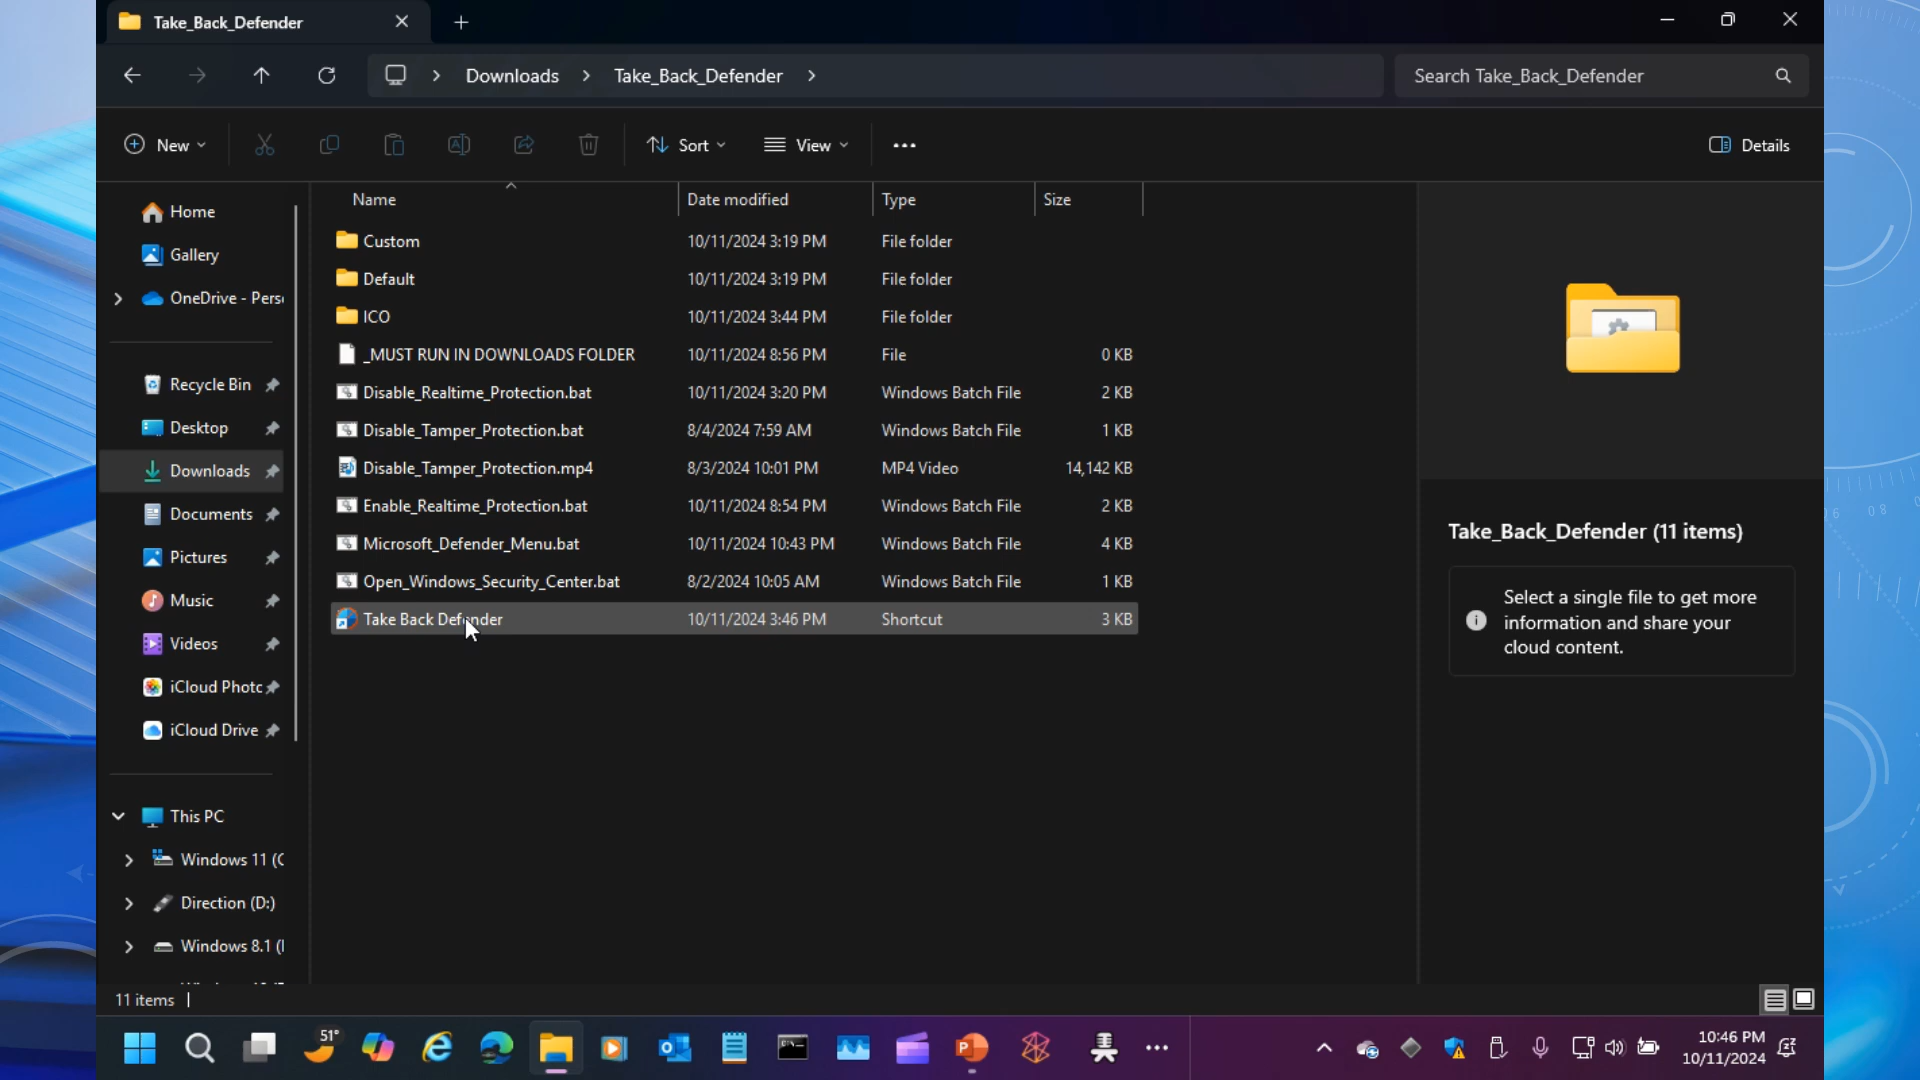 Take_Back_Defender
Downloads
Take_Back_Defender
Search Take_Back_Defender
New
Sort
View
Details
Name
Date modified
Type
Size
Home
Gallery
OneDrive - Pers
Recycle Bin
Desktop
Downloads
Documents
Pictures
Music
Videos
iCloud Photo
iCloud Drive
This PC
Windows 11 (C
Direction (D:)
Windows 8.1 (
Custom 10/11/2024 3:19 PM File folder
Default 10/11/2024 3:19 PM File folder
ICO 10/11/2024 3:44 PM File folder
_MUST RUN IN DOWNLOADS FOLDER 10/11/2024 8:56 PM File 0 KB
Disable_Realtime_Protection.bat 10/11/2024 3:20 PM Windows Batch File 2 KB
Disable_Tamper_Protection.bat 8/4/2024 7:59 AM Windows Batch File 1 KB
Disable_Tamper_Protection.mp4 8/3/2024 10:01 PM MP4 Video 14,142 KB
Enable_Realtime_Protection.bat 10/11/2024 8:54 PM Windows Batch File 2 KB
Microsoft_Defender_Menu.bat 10/11/2024 10:43 PM Windows Batch File 4 KB
Open_Windows_Security_Center.bat 8/2/2024 10:05 AM Windows Batch File 1 KB
Take Back Defender 10/11/2024 3:46 PM Shortcut 3 KB
Take_Back_Defender (11 items)
Select a single file to get more
information and share your
cloud content.
11 items
51°
10:46 PM
10/11/2024